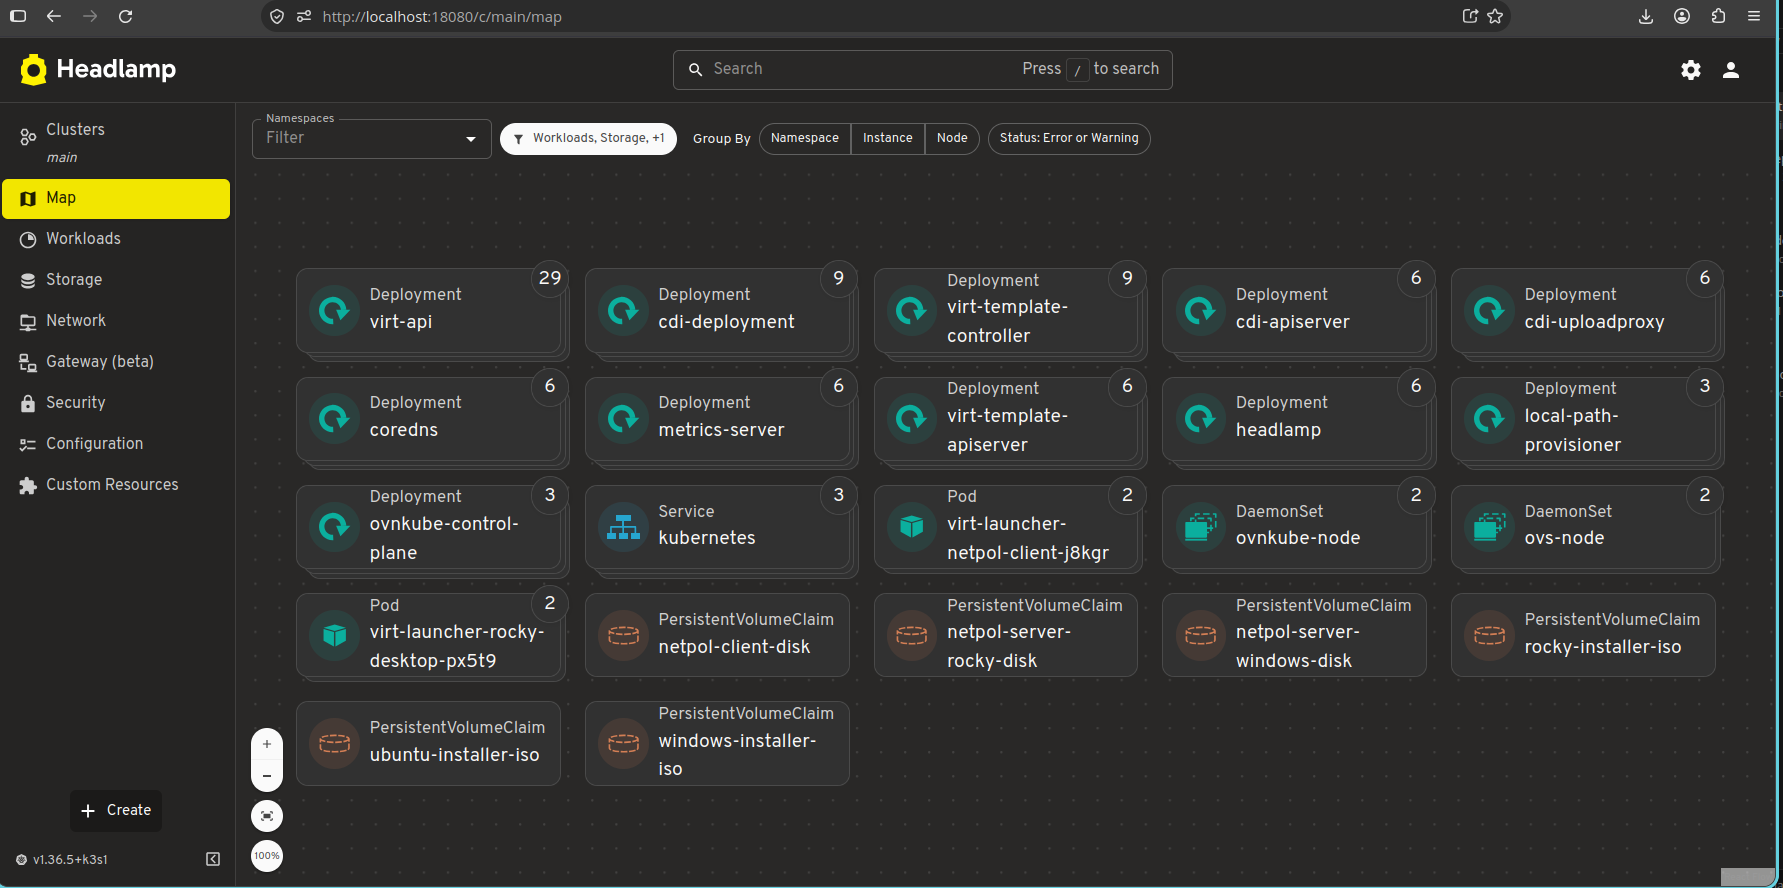 http://localhost:18080/c/main/map
Headlamp
Search
Press / to search
Clusters
main
Map
Workloads
Storage
Network
Gateway (beta)
Security
Configuration
Custom Resources
Create
v1.36.5+k3s1
Namespaces
Filter
Workloads, Storage, +1
Group By
Namespace
Instance
Node
Status: Error or Warning
29
Deployment
virt-api
9
Deployment
cdi-deployment
9
Deployment
virt-template-
controller
6
Deployment
cdi-apiserver
6
Deployment
cdi-uploadproxy
6
Deployment
coredns
6
Deployment
metrics-server
6
Deployment
virt-template-
apiserver
6
Deployment
headlamp
3
Deployment
local-path-
provisioner
3
Deployment
ovnkube-control-
plane
3
Service
kubernetes
2
Pod
virt-launcher-
netpol-client-j8kgr
2
DaemonSet
ovnkube-node
2
DaemonSet
ovs-node
2
Pod
virt-launcher-rocky-
desktop-px5t9
PersistentVolumeClaim
netpol-client-disk
PersistentVolumeClaim
netpol-server-
rocky-disk
PersistentVolumeClaim
netpol-server-
windows-disk
PersistentVolumeClaim
rocky-installer-iso
PersistentVolumeClaim
ubuntu-installer-iso
PersistentVolumeClaim
windows-installer-
iso
+
−
100%